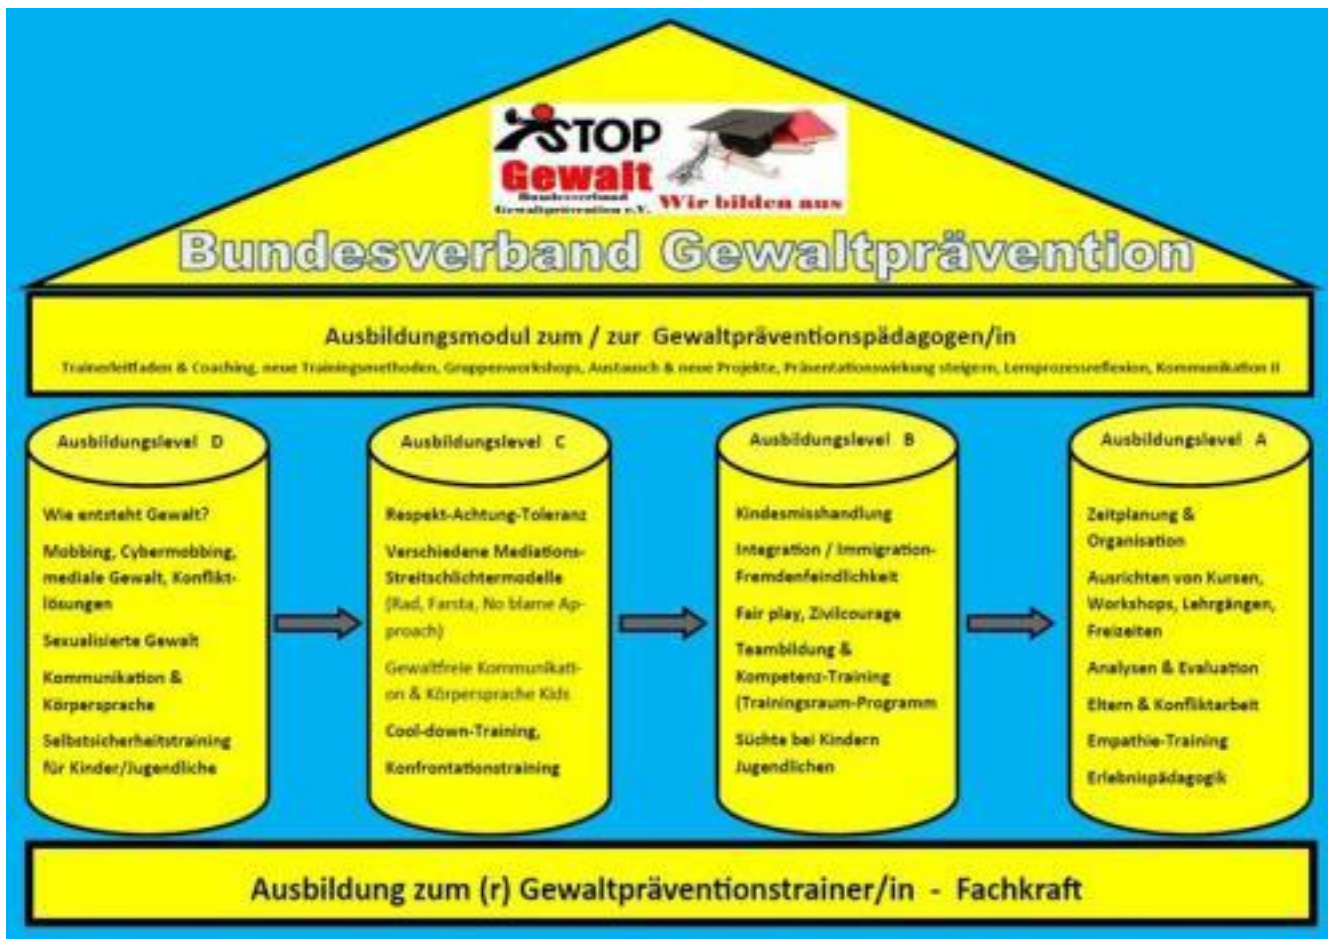 STOP
Gewalt
Bundesverband
Gewaltprävention e.V.
Wir bilden aus
Bundesverband Gewaltprävention
Ausbildungsmodul zum / zur Gewaltpräventionspädagogen/in
Trainerleitfaden & Coaching, neue Trainingsmethoden, Gruppenworkshops, Austausch & neue Projekte, Präsentationswirkung steigern, Lernprozessreflexion, Kommunikation II
Ausbildungslevel D
Wie entsteht Gewalt?
Mobbing, Cybermobbing,
mediale Gewalt, Konflikt-
lösungen
Sexualisierte Gewalt
Kommunikation &
Körpersprache
Selbstsicherheitstraining
für Kinder/Jugendliche
Ausbildungslevel C
Respekt-Achtung-Toleranz
Verschiedene Mediations-
Streitschlichtermodelle
(Rad, Farsta, No blame Ap-
proach)
Gewaltfreie Kommunikati-
on & Körpersprache Kids
Cool-down-Training,
Konfrontationstraining
Ausbildungslevel B
Kindesmisshandlung
Integration / Immigration-
Fremdenfeindlichkeit
Fair play, Zivilcourage
Teambildung &
Kompetenz-Training
(Trainingsraum-Programm
Süchte bei Kindern
Jugendlichen
Ausbildungslevel A
Zeitplanung &
Organisation
Ausrichten von Kursen,
Workshops, Lehrgängen,
Freizeiten
Analysen & Evaluation
Eltern & Konfliktarbeit
Empathie-Training
Erlebnispädagogik
Ausbildung zum (r) Gewaltpräventionstrainer/in - Fachkraft